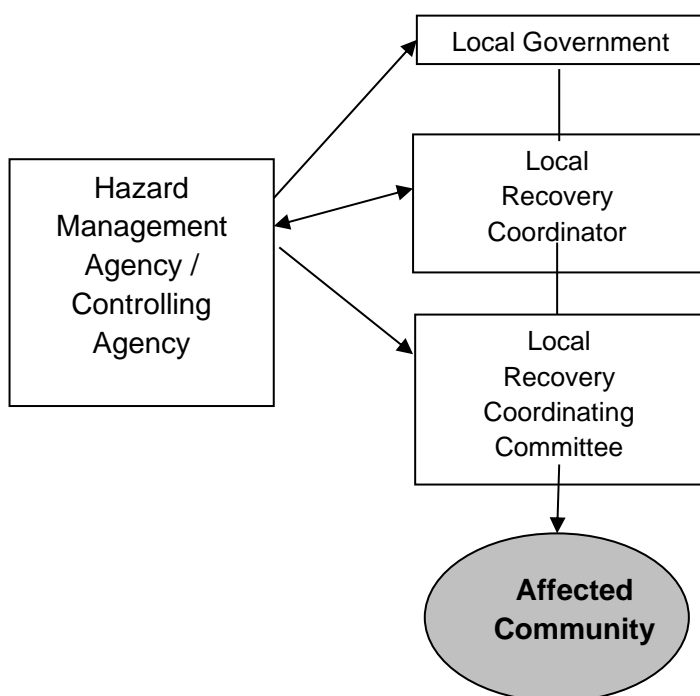 Local Government
Hazard
Management
Agency /
Controlling
Agency
Local
Recovery
Coordinator
Local
Recovery
Coordinating
Committee
Affected
Community